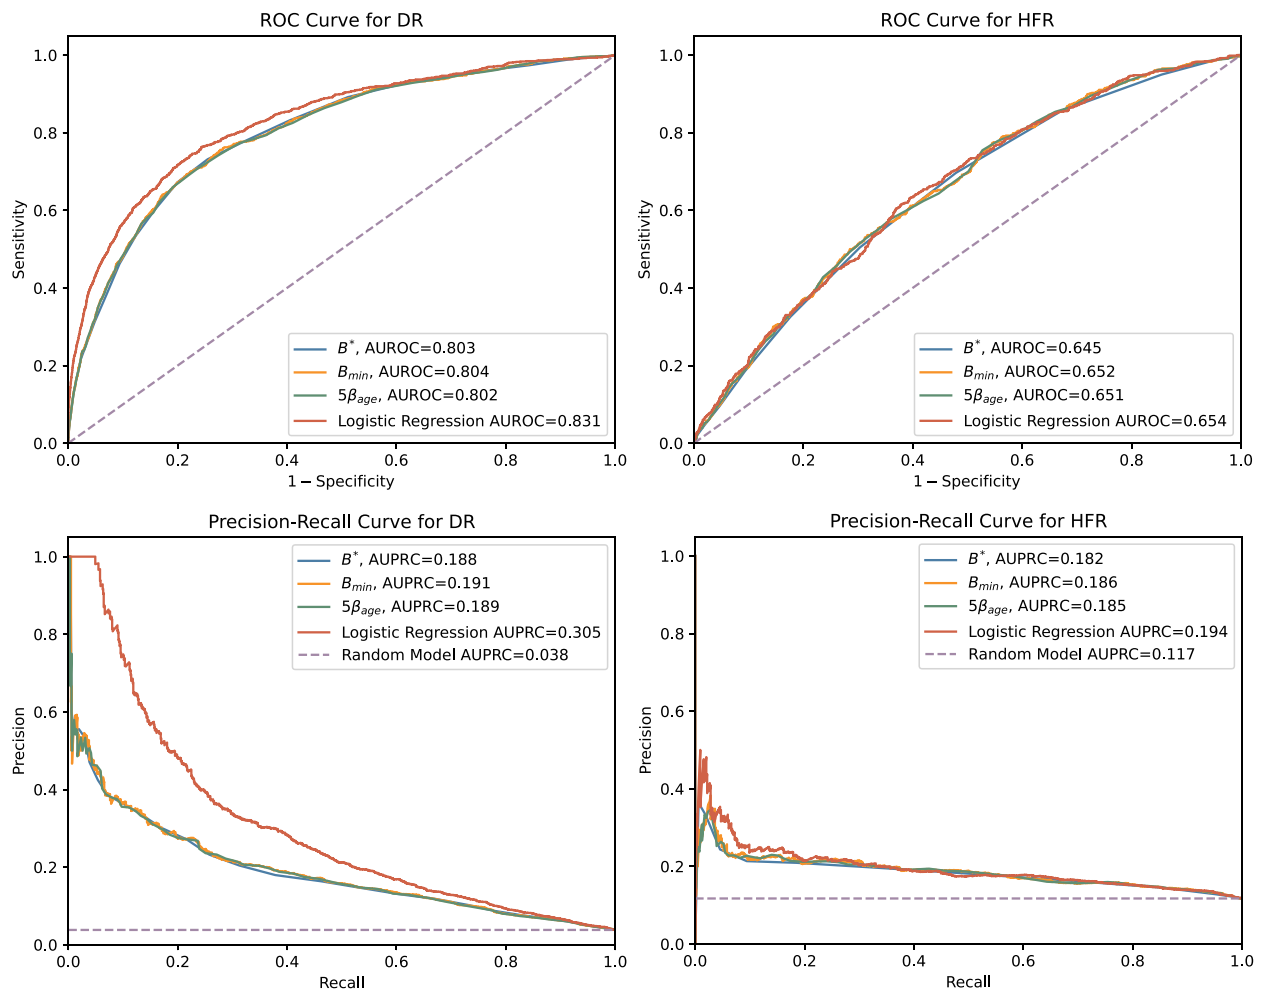 ROC Curve for DR
1.0
0.8
0.6
0.4
0.2
0.0
Sensitivity
B*, AUROC=0.803
Bmin, AUROC=0.804
5βage, AUROC=0.802
Logistic Regression AUROC=0.831
0.0 0.2 0.4 0.6 0.8 1.0
1 − Specificity
ROC Curve for HFR
1.0
0.8
0.6
0.4
0.2
0.0
Sensitivity
B*, AUROC=0.645
Bmin, AUROC=0.652
5βage, AUROC=0.651
Logistic Regression AUROC=0.654
0.0 0.2 0.4 0.6 0.8 1.0
1 − Specificity
Precision-Recall Curve for DR
1.0
0.8
0.6
0.4
0.2
0.0
Precision
B*, AUPRC=0.188
Bmin, AUPRC=0.191
5βage, AUPRC=0.189
Logistic Regression AUPRC=0.305
Random Model AUPRC=0.038
0.0 0.2 0.4 0.6 0.8 1.0
Recall
Precision-Recall Curve for HFR
1.0
0.8
0.6
0.4
0.2
0.0
Precision
B*, AUPRC=0.182
Bmin, AUPRC=0.186
5βage, AUPRC=0.185
Logistic Regression AUPRC=0.194
Random Model AUPRC=0.117
0.0 0.2 0.4 0.6 0.8 1.0
Recall